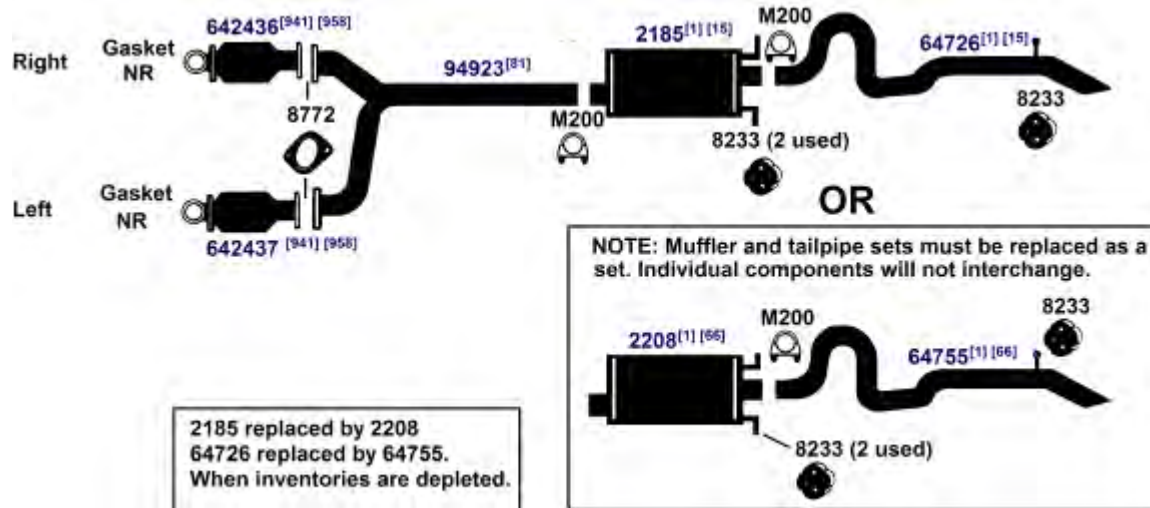 642436[941] [958]
Right
Gasket
NR
8772
94923[81]
M200
2185[1] [15]
M200
64726[1] [15]
8233
8233 (2 used)
Left
Gasket
NR
642437 [941] [958]
OR
NOTE: Muffler and tailpipe sets must be replaced as a
set. Individual components will not interchange.
2208[1] [66]
M200
64755[1] [66]
8233
8233 (2 used)
2185 replaced by 2208
64726 replaced by 64755.
When inventories are depleted.